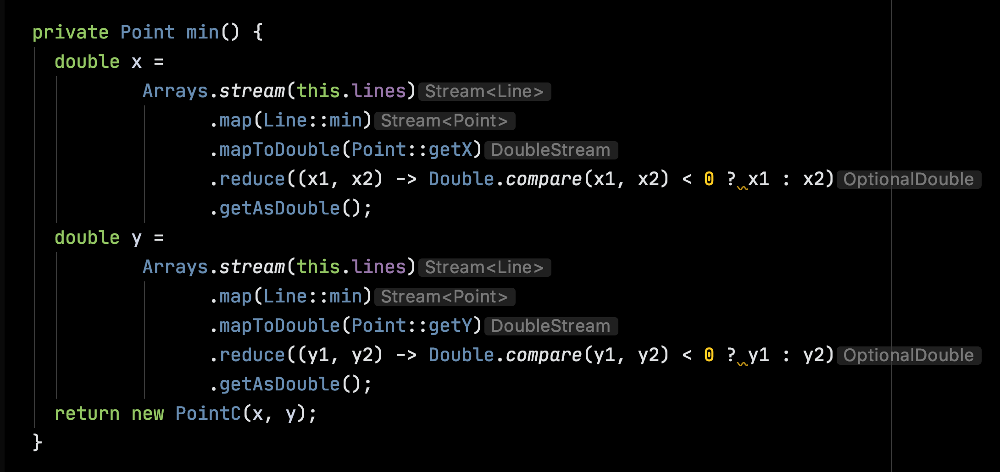 private Point min() {
double x =
Arrays.stream(this.lines) Stream<Line>
.map(Line::min) Stream<Point>
.mapToDouble(Point::getX) DoubleStream
.reduce((x1, x2) -> Double.compare(x1, x2) < 0 ? x1 : x2) OptionalDouble
.getAsDouble();
double y =
Arrays.stream(this.lines) Stream<Line>
.map(Line::min) Stream<Point>
.mapToDouble(Point::getY) DoubleStream
.reduce((y1, y2) -> Double.compare(y1, y2) < 0 ? y1 : y2) OptionalDouble
.getAsDouble();
return new PointC(x, y);
}